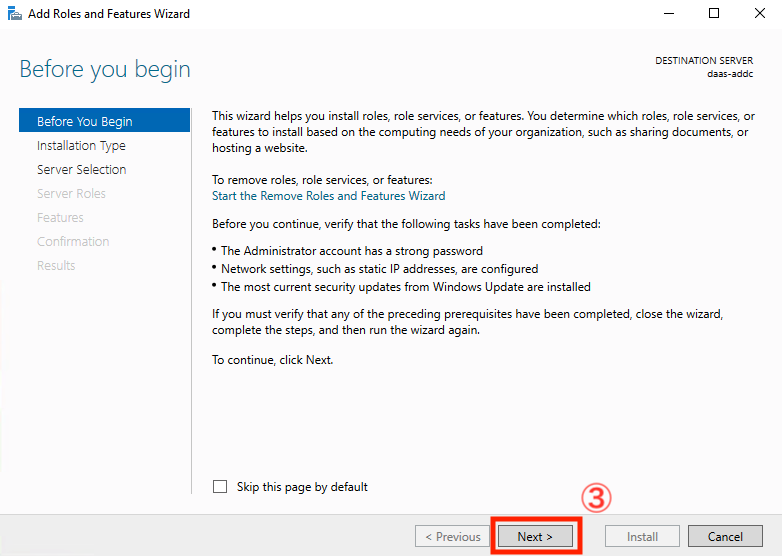 Add Roles and Features Wizard
Before you begin
DESTINATION SERVER
daas-addc
Before You Begin
Installation Type
Server Selection
Server Roles
Features
Confirmation
Results
This wizard helps you install roles, role services, or features. You determine which roles, role services, or
features to install based on the computing needs of your organization, such as sharing documents, or
hosting a website.
To remove roles, role services, or features:
Start the Remove Roles and Features Wizard
Before you continue, verify that the following tasks have been completed:
• The Administrator account has a strong password
• Network settings, such as static IP addresses, are configured
• The most current security updates from Windows Update are installed
If you must verify that any of the preceding prerequisites have been completed, close the wizard,
complete the steps, and then run the wizard again.
To continue, click Next.
Skip this page by default
③
< Previous
Next >
Install
Cancel